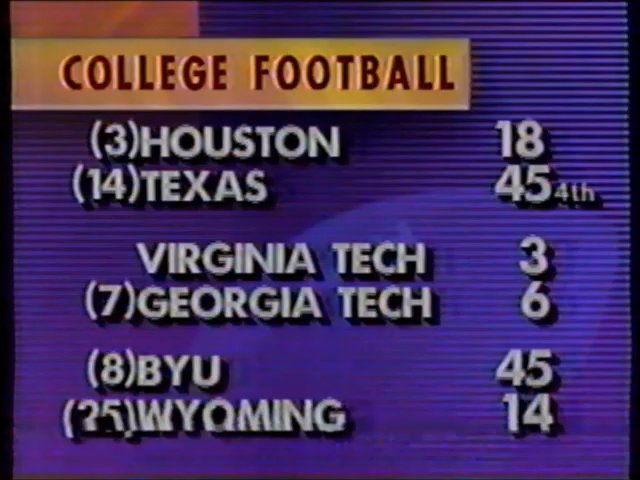 COLLEGE FOOTBALL
(3)HOUSTON 18
(14)TEXAS 45 4th
VIRGINIA TECH 3
(7)GEORGIA TECH 6
(8)BYU 45
(25)WYOMING 14